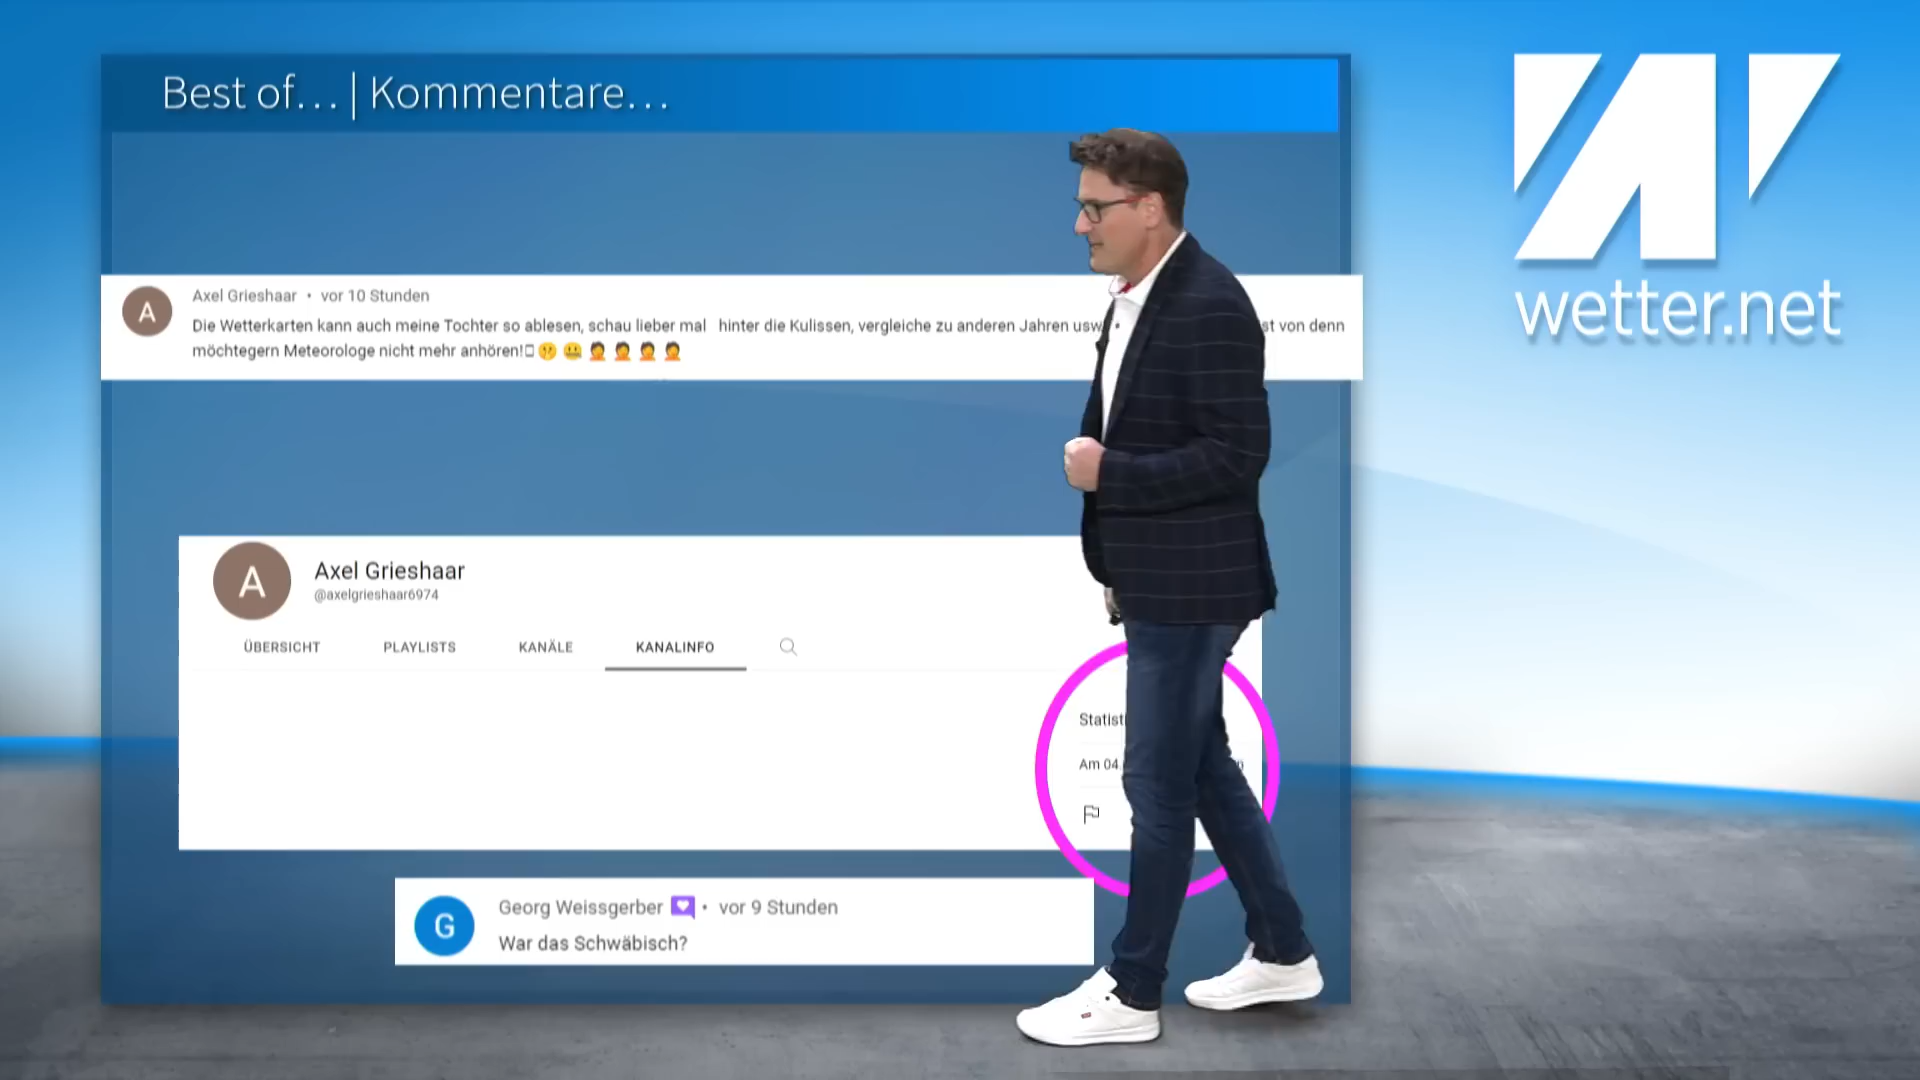 Best of... | Kommentare...
wetter.net
A
Axel Grieshaar • vor 10 Stunden
Die Wetterkarten kann auch meine Tochter so ablesen, schau lieber mal hinter die Kulissen, vergleiche zu anderen Jahren usw von denn
möchtegern Meteorologe nicht mehr anhören!
A
Axel Grieshaar
@axelgrieshaar6974
ÜBERSICHT PLAYLISTS KANÄLE KANALINFO
Am 04.
G
Georg Weissgerber • vor 9 Stunden
War das Schwäbisch?